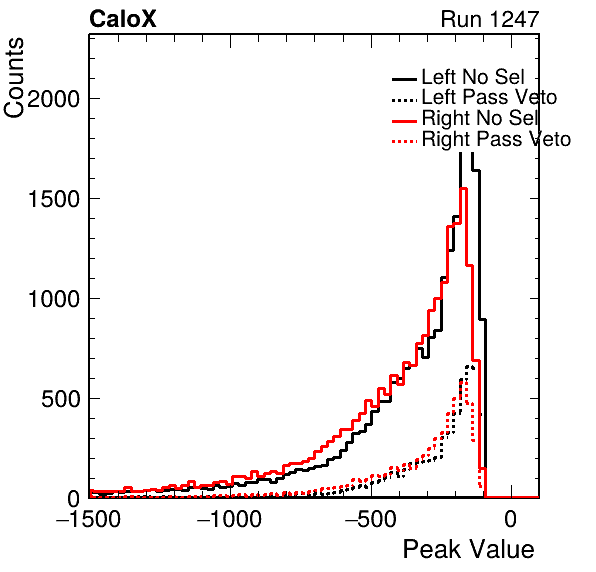 CaloX Run 1247
Counts
Left No Sel
Left Pass Veto
Right No Sel
Right Pass Veto
2000
1500
1000
500
0
−1500 −1000 −500 0
Peak Value